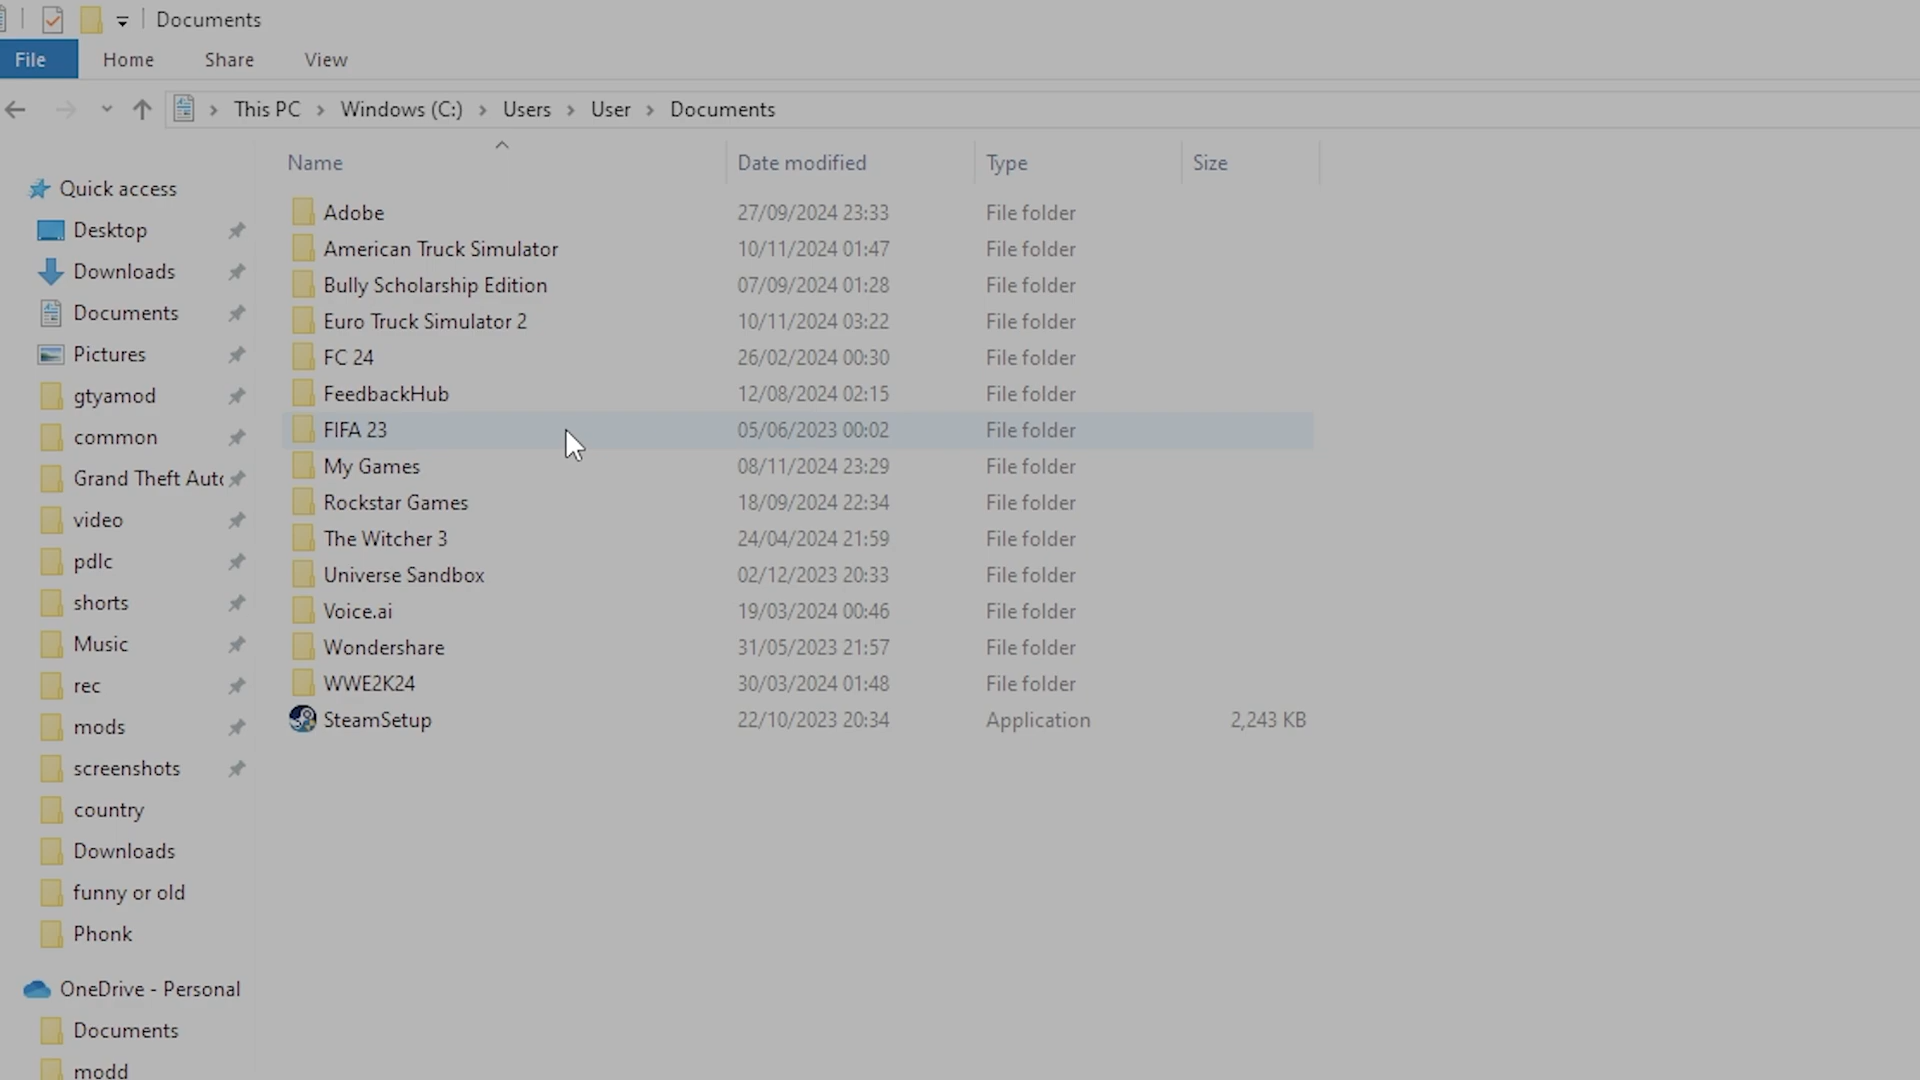 Documents
File Home Share View
This PC Windows (C:) Users User Documents
Name Date modified Type Size
Quick access
Desktop
Downloads
Documents
Pictures
gtyamod
common
Grand Theft Auto
video
pdlc
shorts
Music
rec
mods
screenshots
country
Downloads
funny or old
Phonk
OneDrive - Personal
Documents
modd
Adobe 27/09/2024 23:33 File folder
American Truck Simulator 10/11/2024 01:47 File folder
Bully Scholarship Edition 07/09/2024 01:28 File folder
Euro Truck Simulator 2 10/11/2024 03:22 File folder
FC 24 26/02/2024 00:30 File folder
FeedbackHub 12/08/2024 02:15 File folder
FIFA 23 05/06/2023 00:02 File folder
My Games 08/11/2024 23:29 File folder
Rockstar Games 18/09/2024 22:34 File folder
The Witcher 3 24/04/2024 21:59 File folder
Universe Sandbox 02/12/2023 20:33 File folder
Voice.ai 19/03/2024 00:46 File folder
Wondershare 31/05/2023 21:57 File folder
WWE2K24 30/03/2024 01:48 File folder
SteamSetup 22/10/2023 20:34 Application 2,243 KB